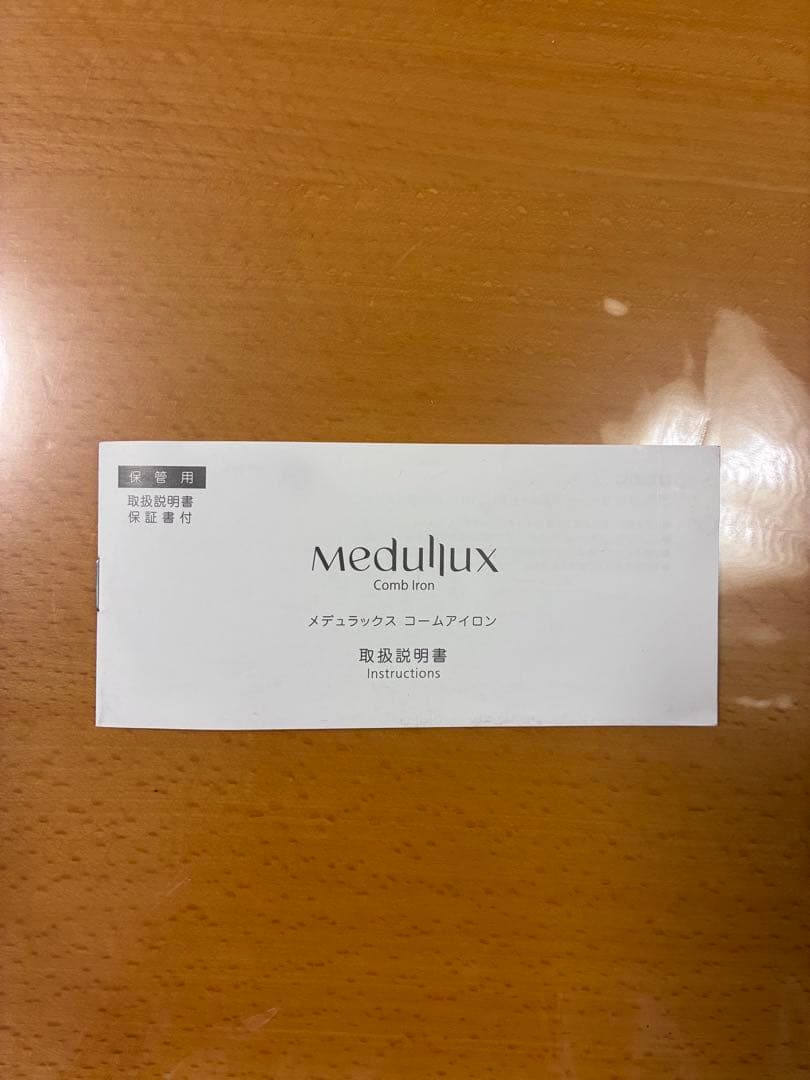 保管用
取扱説明書
保証書付
Medullux
Comb Iron
メデュラックス コームアイロン
取扱説明書
Instructions